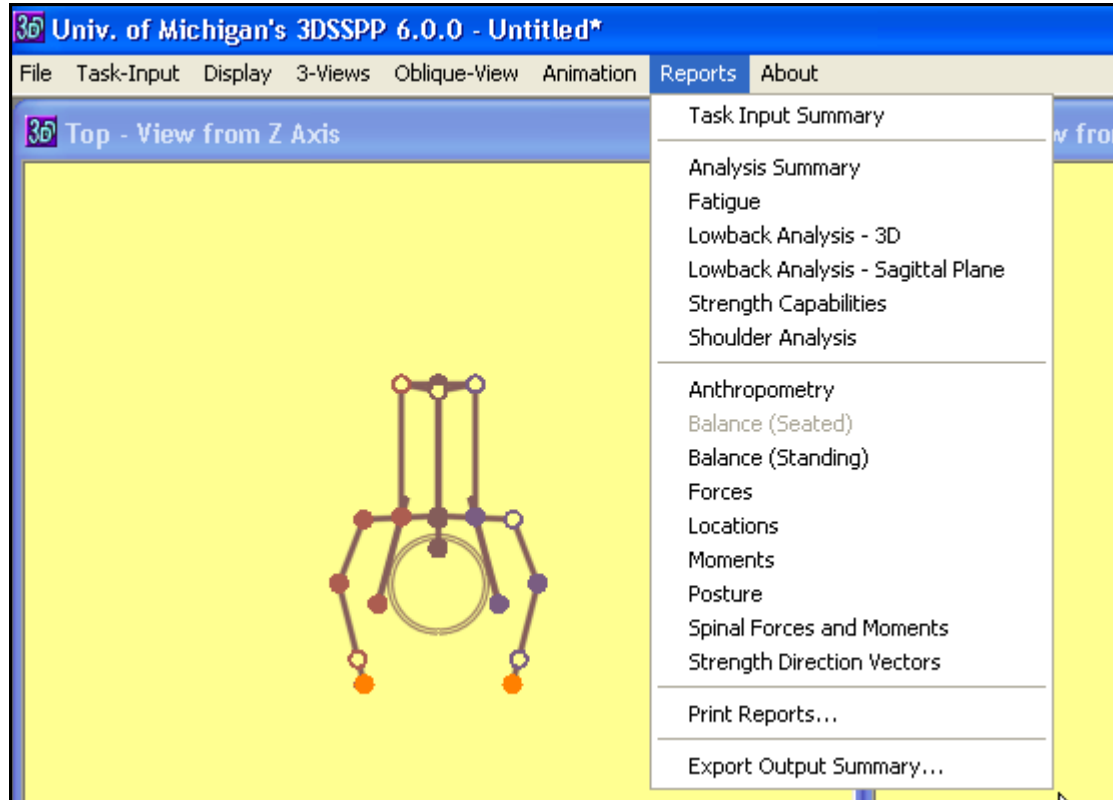 3D Univ. of Michigan's 3DSSPP 6.0.0 - Untitled*
File Task-Input Display 3-Views Oblique-View Animation Reports About
3D Top - View from Z Axis
Task Input Summary
Analysis Summary
Fatigue
Lowback Analysis - 3D
Lowback Analysis - Sagittal Plane
Strength Capabilities
Shoulder Analysis
Anthropometry
Balance (Seated)
Balance (Standing)
Forces
Locations
Moments
Posture
Spinal Forces and Moments
Strength Direction Vectors
Print Reports...
Export Output Summary...